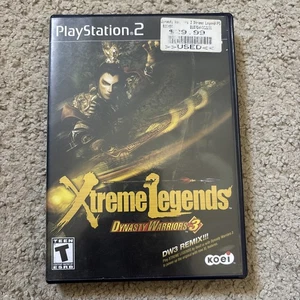 PlayStation 2
$29.99
USED
Xtreme Legends
DYNASTY WARRIORS 3
DW3 REMIX!!!
TEEN
T
ESRB
KOEI